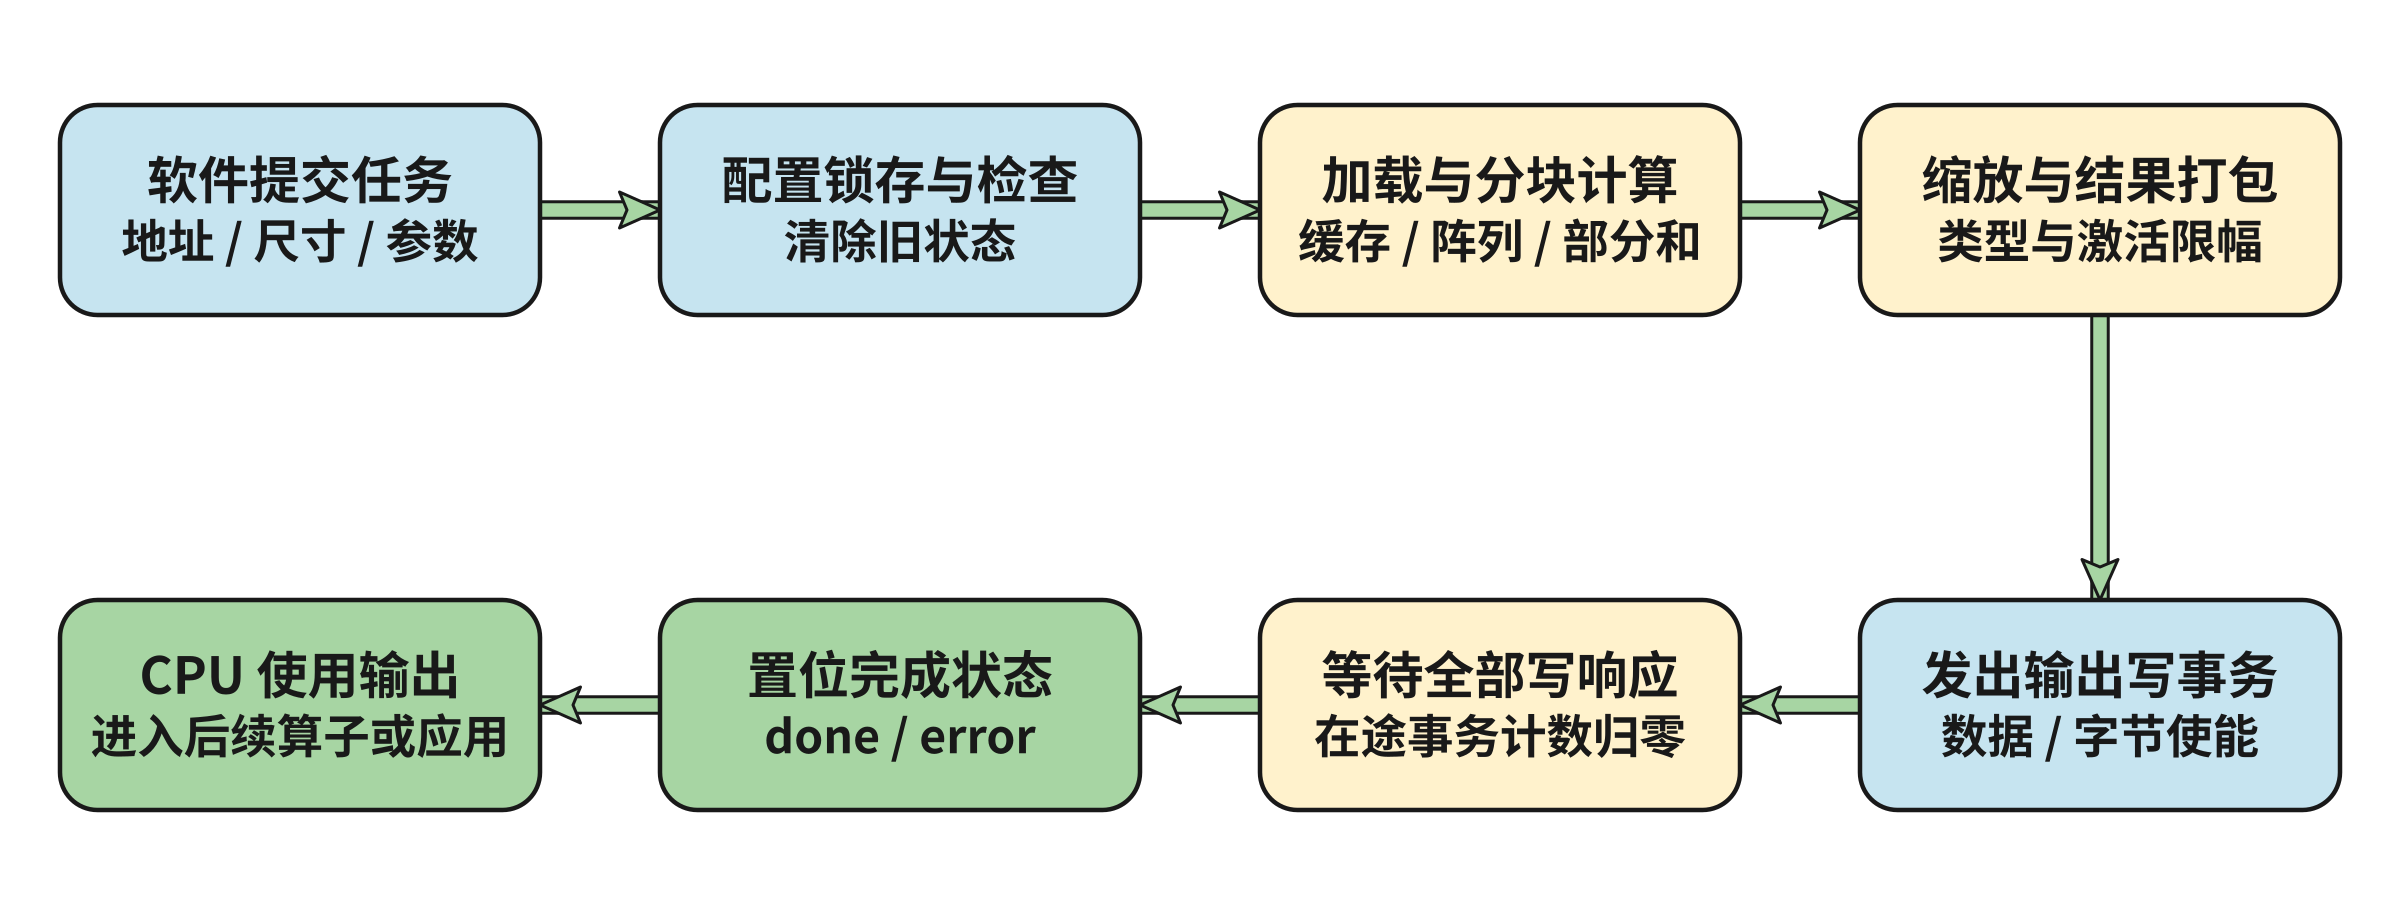 软件提交任务
地址 / 尺寸 / 参数
配置锁存与检查
清除旧状态
加载与分块计算
缓存 / 阵列 / 部分和
缩放与结果打包
类型与激活限幅
发出输出写事务
数据 / 字节使能
等待全部写响应
在途事务计数归零
置位完成状态
done / error
CPU 使用输出
进入后续算子或应用